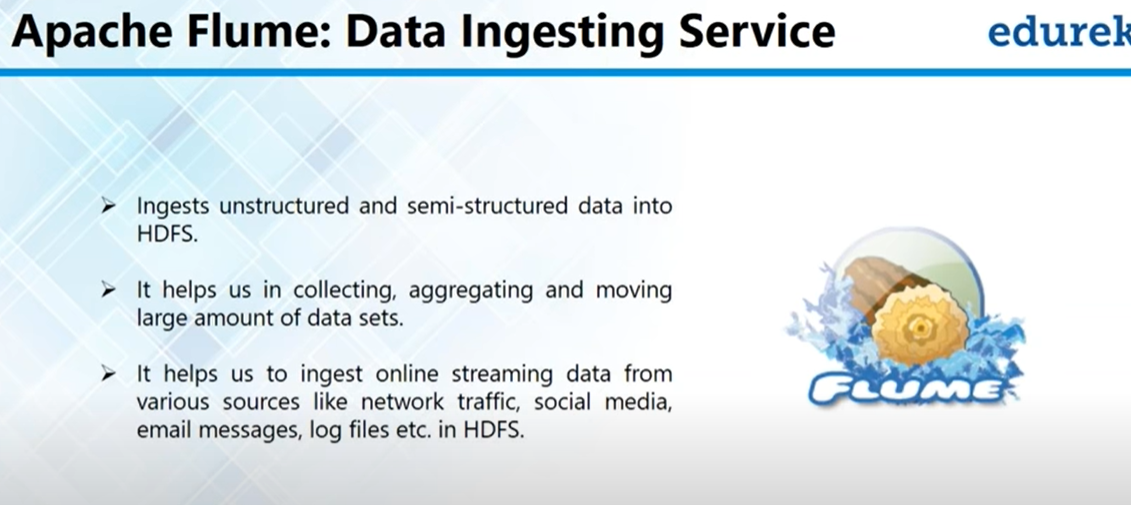 Apache Flume: Data Ingesting Service
edurek
➢ Ingests unstructured and semi-structured data into
HDFS.
➢ It helps us in collecting, aggregating and moving
large amount of data sets.
➢ It helps us to ingest online streaming data from
various sources like network traffic, social media,
email messages, log files etc. in HDFS.
FLUME